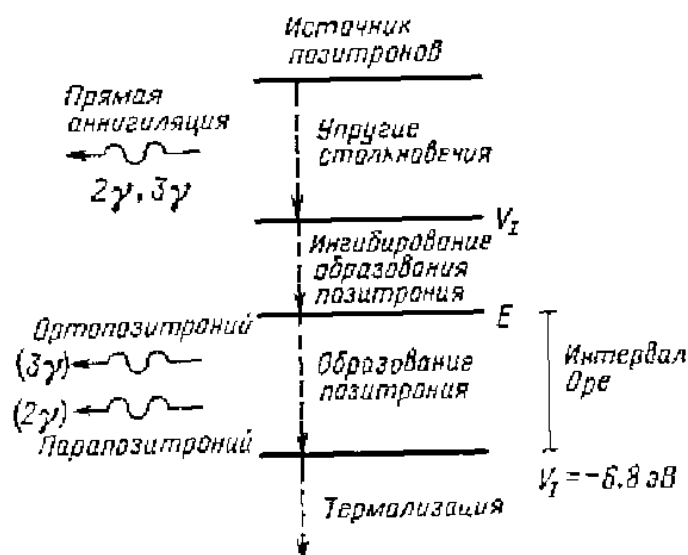 Источник
позитронов
Прямая
аннигиляция
2γ, 3γ
Упругие
столкновения
V_I
Ингибирование
образования
позитрония
E
Ортопозитроний
(3γ)
(2γ)
Парапозитроний
Образование
позитрония
Интервал
Оре
V_I = -6.8 эВ
Термализация